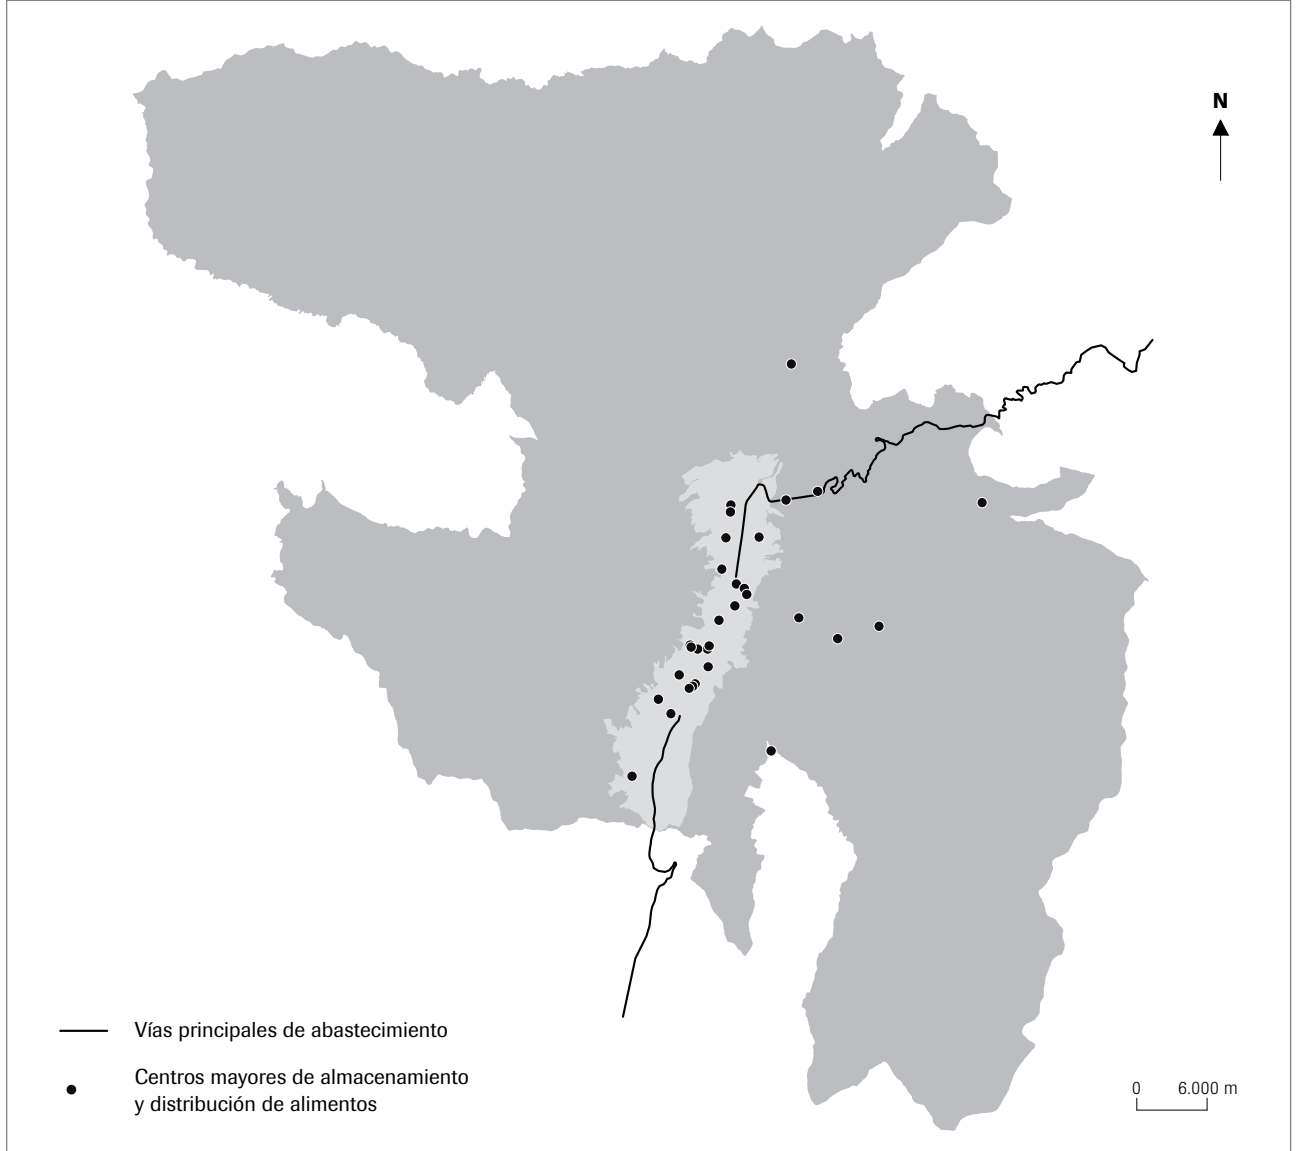 N
Vías principales de abastecimiento
Centros mayores de almacenamiento
y distribución de alimentos
0 6.000 m